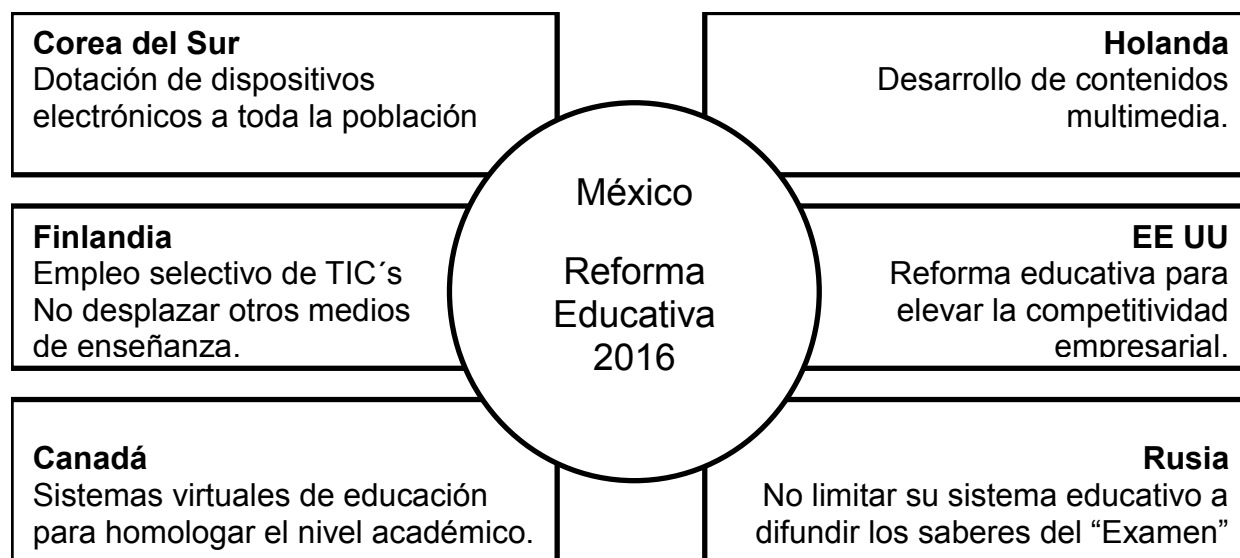 Corea del Sur
Dotación de dispositivos
electrónicos a toda la población
Holanda
Desarrollo de contenidos
multimedia.
México
Reforma
Educativa
2016
Finlandia
Empleo selectivo de TIC´s
No desplazar otros medios
de enseñanza.
EE UU
Reforma educativa para
elevar la competitividad
empresarial.
Canadá
Sistemas virtuales de educación
para homologar el nivel académico.
Rusia
No limitar su sistema educativo a
difundir los saberes del “Examen”